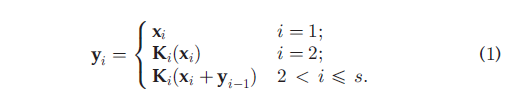 y_i = { x_i    i = 1;
K_i(x_i)    i = 2;    (1)
K_i(x_i + y_{i−1})    2 < i ⩽ s.